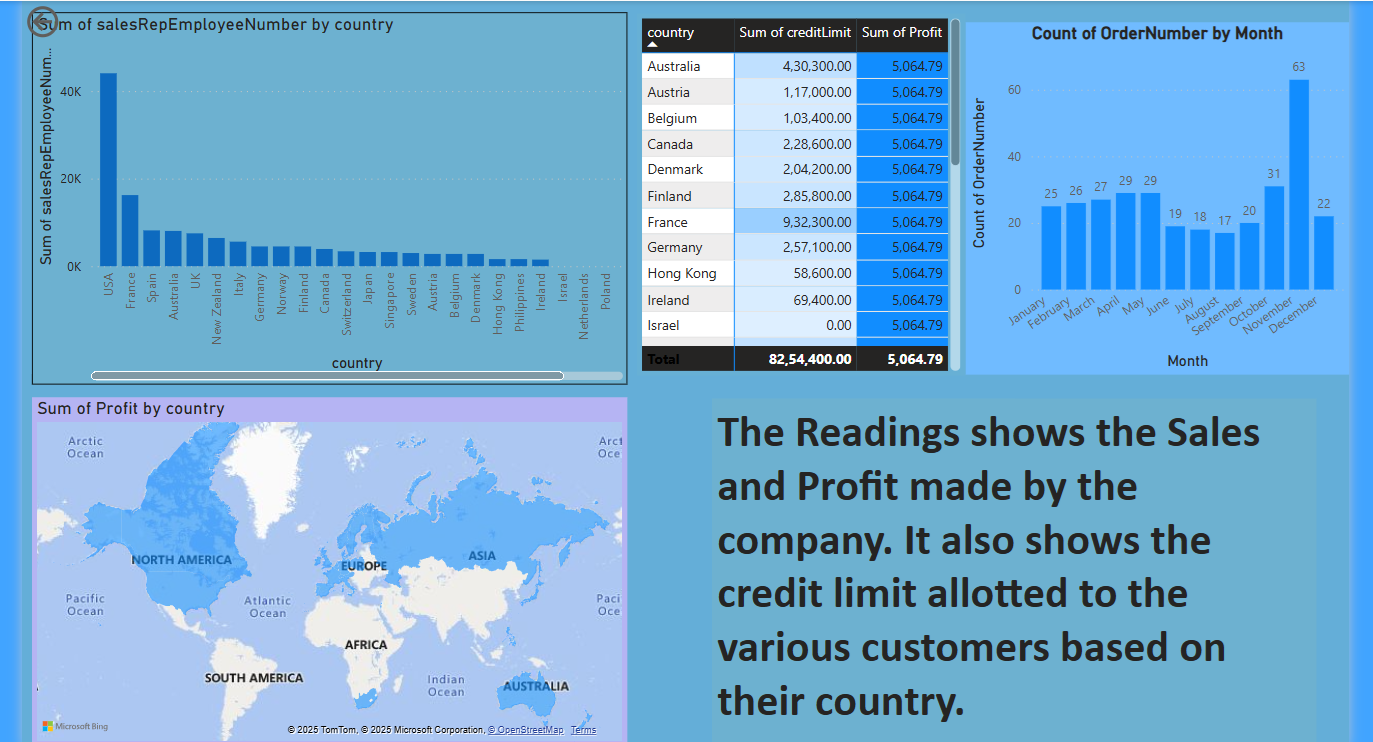 Sum of salesRepEmployeeNumber by country
Sum of salesRepEmployeeNum...
40K
20K
0K
USA
France
Spain
Australia
UK
New Zealand
Italy
Germany
Norway
Finland
Canada
Switzerland
Japan
Singapore
Sweden
Austria
Belgium
Denmark
Hong Kong
Philippines
Ireland
Israel
Netherlands
Poland
country
country Sum of creditLimit Sum of Profit
Australia 4,30,300.00 5,064.79
Austria 1,17,000.00 5,064.79
Belgium 1,03,400.00 5,064.79
Canada 2,28,600.00 5,064.79
Denmark 2,04,200.00 5,064.79
Finland 2,85,800.00 5,064.79
France 9,32,300.00 5,064.79
Germany 2,57,100.00 5,064.79
Hong Kong 58,600.00 5,064.79
Ireland 69,400.00 5,064.79
Israel 0.00 5,064.79
Total 82,54,400.00 5,064.79
Count of OrderNumber by Month
Count of OrderNumber
60
40
20
0
25
26
27
29
29
19
18
17
20
31
63
22
January
February
March
April
May
June
July
August
September
October
November
December
Month
Sum of Profit by country
Arctic
Ocean
Arct
Oce
NORTH AMERICA
EUROPE
ASIA
Pacific
Ocean
Atlantic
Ocean
Paci
Oce
AFRICA
SOUTH AMERICA
Indian
Ocean
AUSTRALIA
Microsoft Bing
© 2025 TomTom, © 2025 Microsoft Corporation, © OpenStreetMap Terms
The Readings shows the Sales
and Profit made by the
company. It also shows the
credit limit allotted to the
various customers based on
their country.